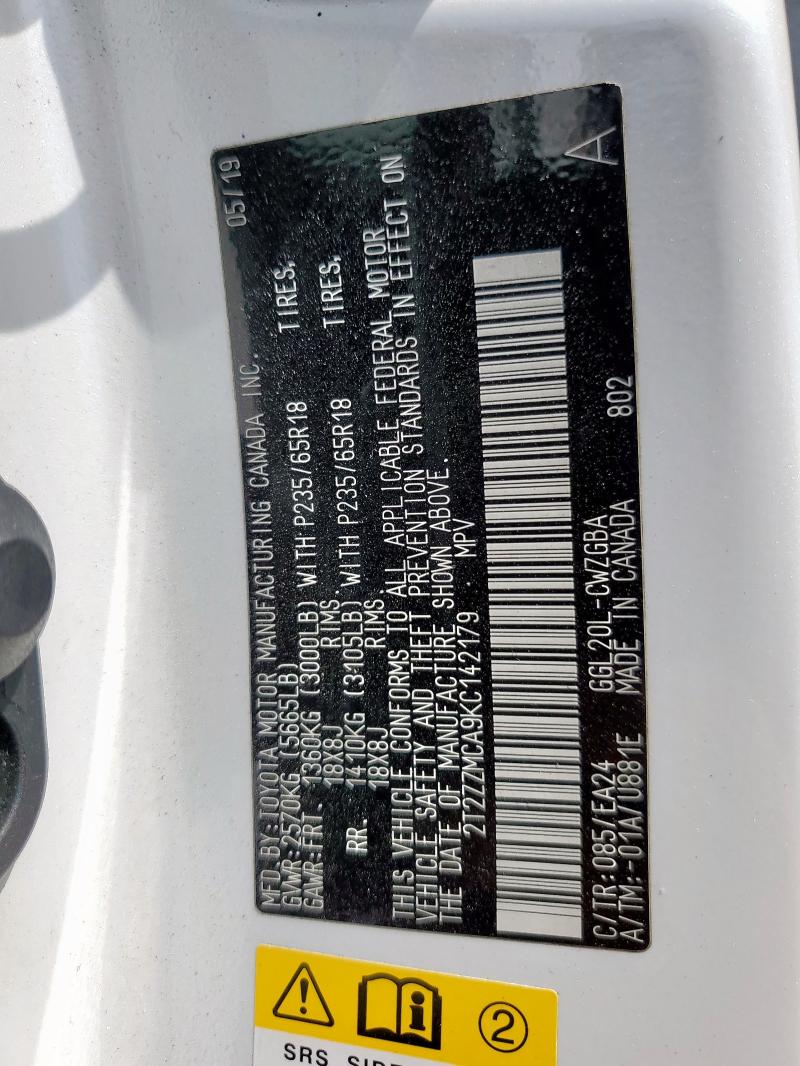 MFD. BY: TOYOTA MOTOR MANUFACTURING CANADA INC. 05/19
GVWR: 2570KG (5665LB)
GAWR: FRT. 1360KG (3000LB) WITH P235/65R18 TIRES,
18X8J RIMS
RR. 1410KG (3105LB) WITH P235/65R18 TIRES,
18X8J RIMS
THIS VEHICLE CONFORMS TO ALL APPLICABLE FEDERAL MOTOR
VEHICLE SAFETY AND THEFT PREVENTION STANDARDS IN EFFECT ON
THE DATE OF MANUFACTURE SHOWN ABOVE.
2T2ZZMCA9KC142179 MPV
C/TR: 085/EA24 GGL20L-CWZGBA
A/TM: -01A/U881E MADE IN CANADA 802 A
2
SRS